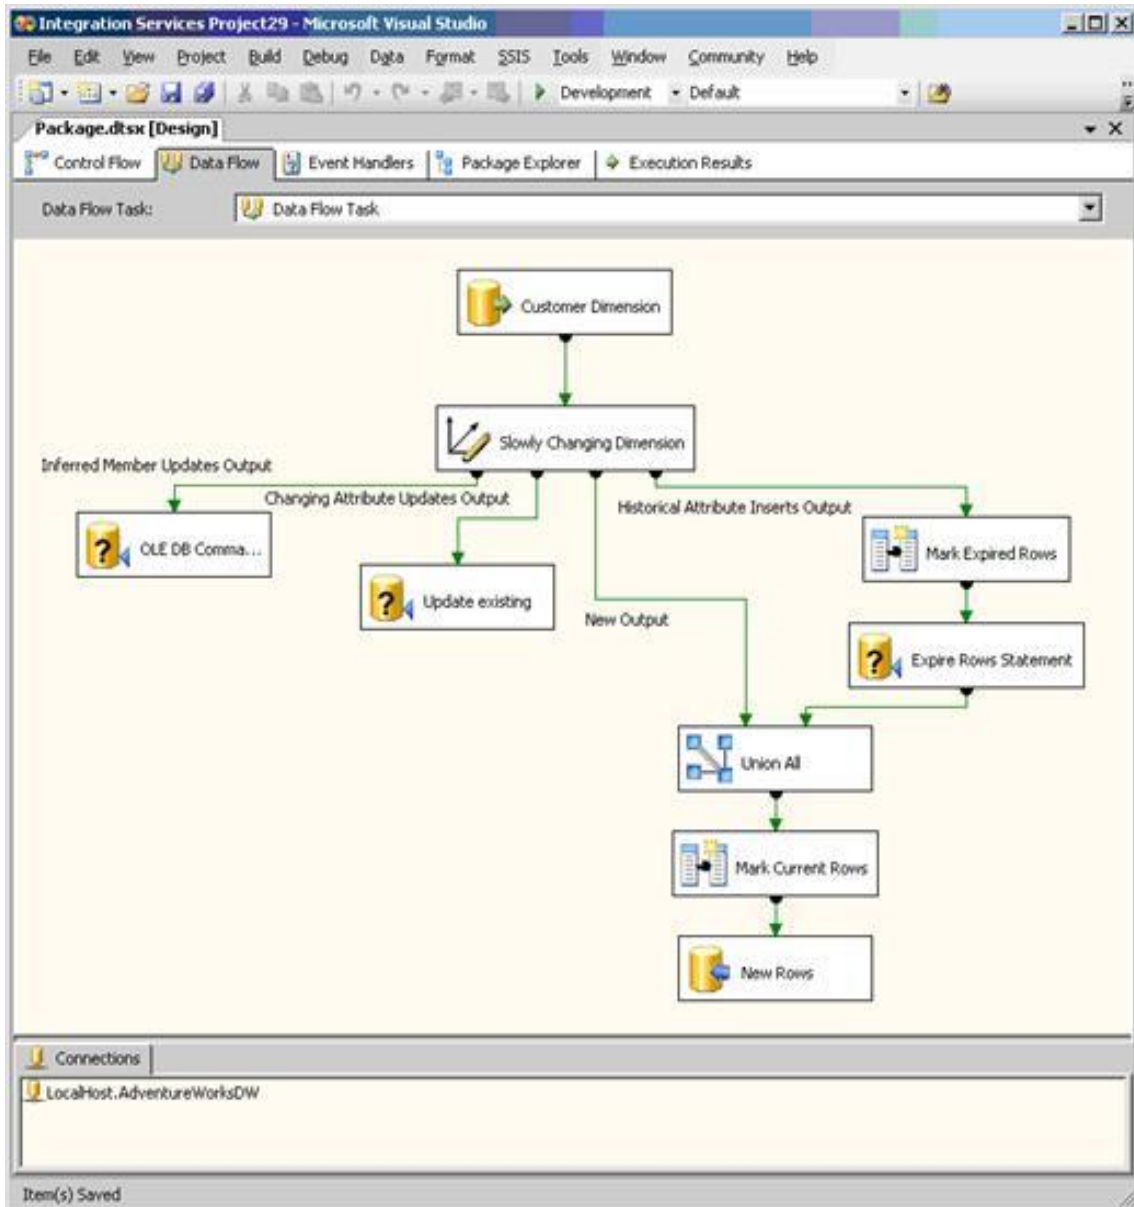 Integration Services Project29 - Microsoft Visual Studio
File Edit View Project Build Debug Data Format SSIS Tools Window Community Help
Development Default
Package.dtsx [Design]
Control Flow Data Flow Event Handlers Package Explorer Execution Results
Data Flow Task: Data Flow Task
Customer Dimension
Slowly Changing Dimension
Inferred Member Updates Output
Changing Attribute Updates Output
Historical Attribute Inserts Output
OLE DB Comma...
Mark Expired Rows
Update existing
New Output
Expire Rows Statement
Union All
Mark Current Rows
New Rows
Connections
LocalHost.AdventureWorksDW
Item(s) Saved